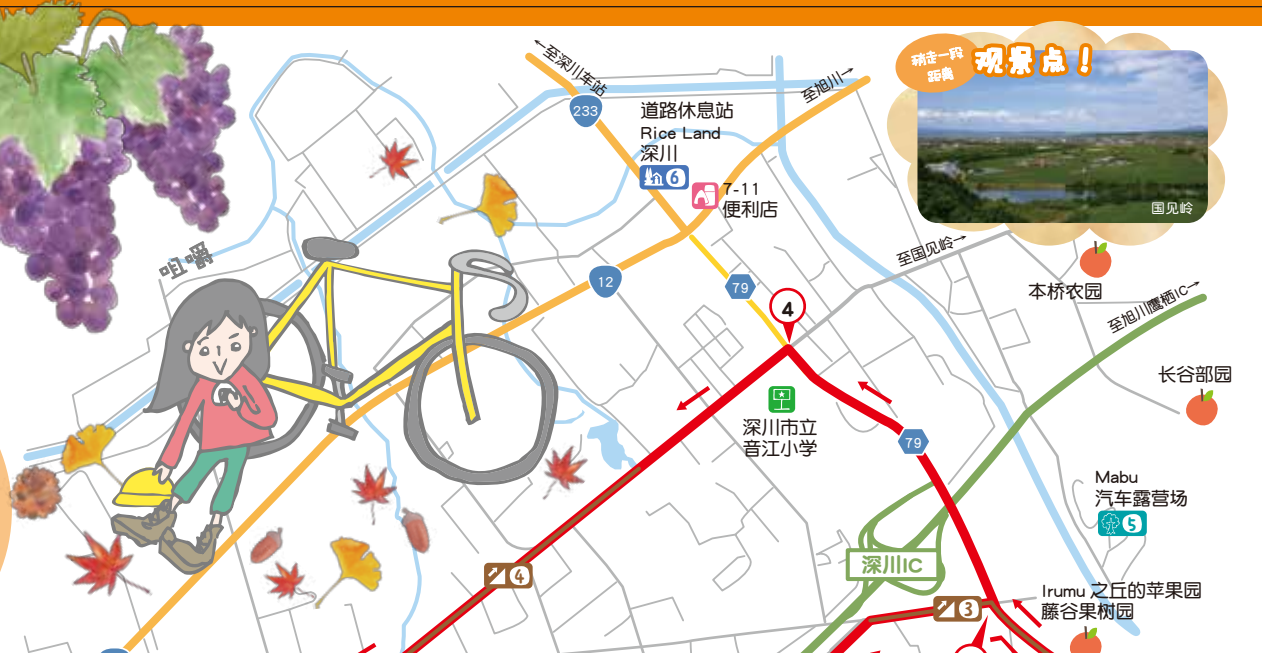 稍走一段
距离
观景点！
国见岭
←至深川车站
233
道路休息站
Rice Land
深川
6
7-11
便利店
至旭川→
12
79
4
至国见岭→
本桥农园
至旭川鹰栖IC→
长谷部园
咀嚼
深川市立
音江小学
79
Mabu
汽车露营场
5
深川IC
4
3
Irumu 之丘的苹果园
藤谷果树园